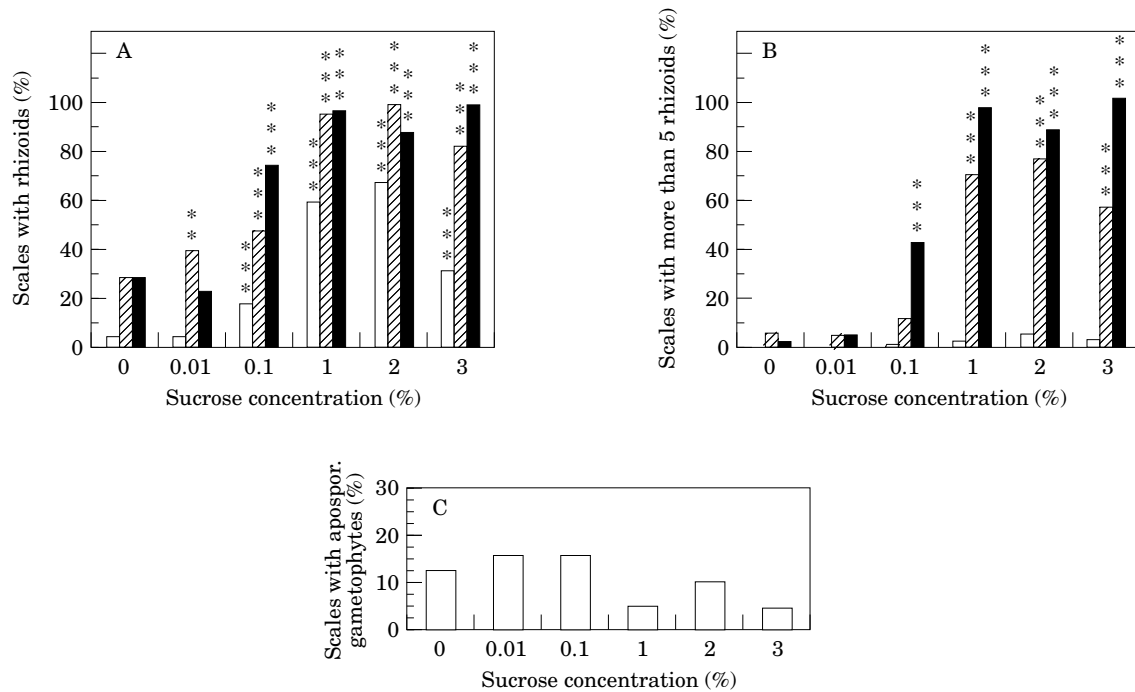 A
Scales with rhizoids (%)
100
80
60
40
20
0
* * *
* * *
* * *
* * *
* * *
* * *
* * *
* * *
* * *
* * *
* * *
* * *
* *
0 0.01 0.1 1 2 3
Sucrose concentration (%)
B
Scales with more than 5 rhizoids (%)
100
80
60
40
20
0
* * *
* * *
* * *
* * *
* * *
* * *
* * *
0 0.01 0.1 1 2 3
Sucrose concentration (%)
C
Scales with apospor.
gametophytes (%)
30
20
10
0
0 0.01 0.1 1 2 3
Sucrose concentration (%)